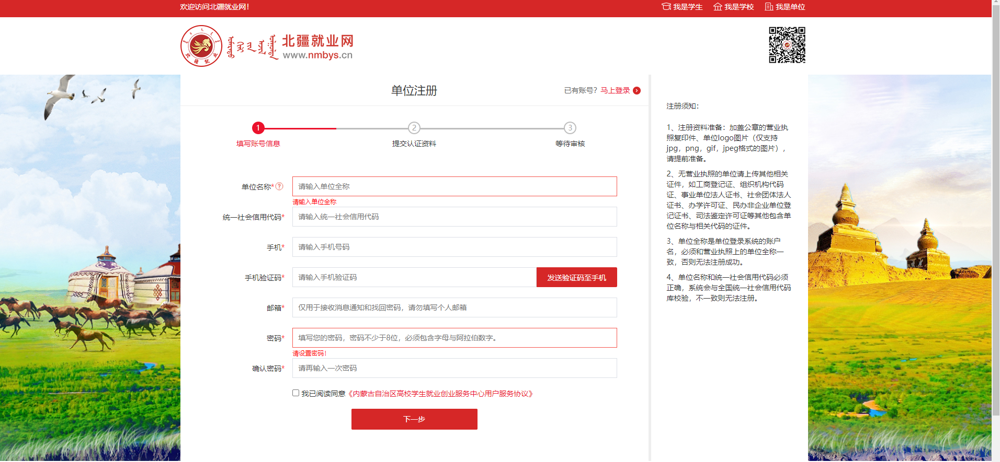 欢迎访问北疆就业网！
我是学生 我是学校 我是单位
北疆就业网
www.nmbys.cn
北疆就业
单位注册
已有账号？马上登录
1 2 3
填写账号信息 提交认证资料 等待审核
单位名称* ? 请输入单位全称
请输入单位全称
统一社会信用代码* 请输入统一社会信用代码
手机* 请输入手机号码
手机验证码* 请输入手机验证码 发送验证码至手机
邮箱* 仅用于接收消息通知和找回密码，请勿填写个人邮箱
密码* 填写您的密码，密码不少于8位，必须包含字母与阿拉伯数字。
请设置密码！
确认密码* 请再输入一次密码
我已阅读同意《内蒙古自治区高校学生就业创业服务中心用户服务协议》
下一步
注册须知：
1、注册资料准备：加盖公章的营业执
照复印件、单位logo图片（仅支持
jpg，png，gif，jpeg格式的图片），
请提前准备。
2、无营业执照的单位请上传其他相关
证件，如工商登记证、组织机构代码
证、事业单位法人证书、社会团体法人
证书、办学许可证、民办非企业单位登
记证书、司法鉴定许可证等其他包含单
位名称与相关代码的证件。
3、单位全称是单位登录系统的账户
名，必须和营业执照上的单位全称一
致，否则无法注册成功。
4、单位名称和统一社会信用代码必须
正确，系统会与全国统一社会信用代码
库校验，不一致则无法注册。